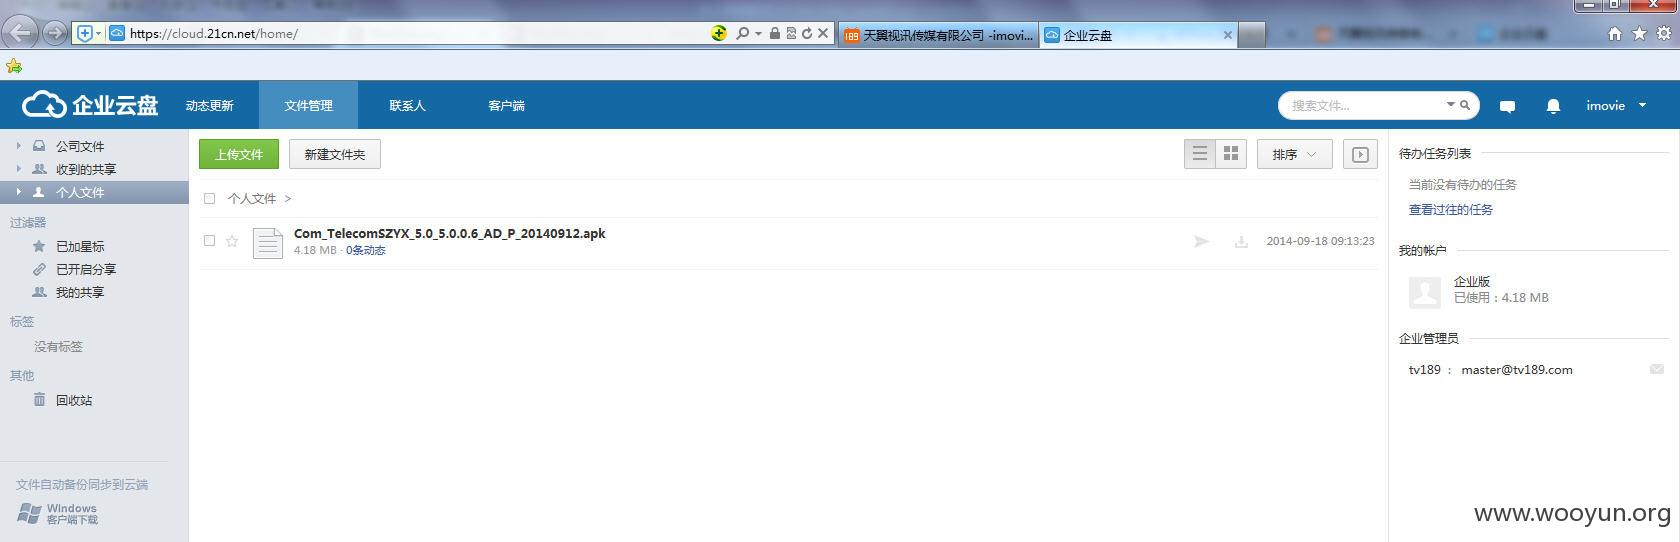 https://cloud.21cn.net/home/
天翼视讯传媒有限公司 -imovi...
企业云盘
企业云盘
动态更新
文件管理
联系人
客户端
搜索文件...
imovie
公司文件
收到的共享
个人文件
过滤器
已加星标
已开启分享
我的共享
标签
没有标签
其他
回收站
文件自动备份同步到云端
Windows
客户端下载
上传文件
新建文件夹
排序
个人文件 >
Com_TelecomSZYX_5.0_5.0.0.6_AD_P_20140912.apk
4.18 MB · 0条动态
2014-09-18 09:13:23
待办任务列表
当前没有待办的任务
查看过往的任务
我的帐户
企业版
已使用：4.18 MB
企业管理员
tv189 ： master@tv189.com
www.wooyun.org